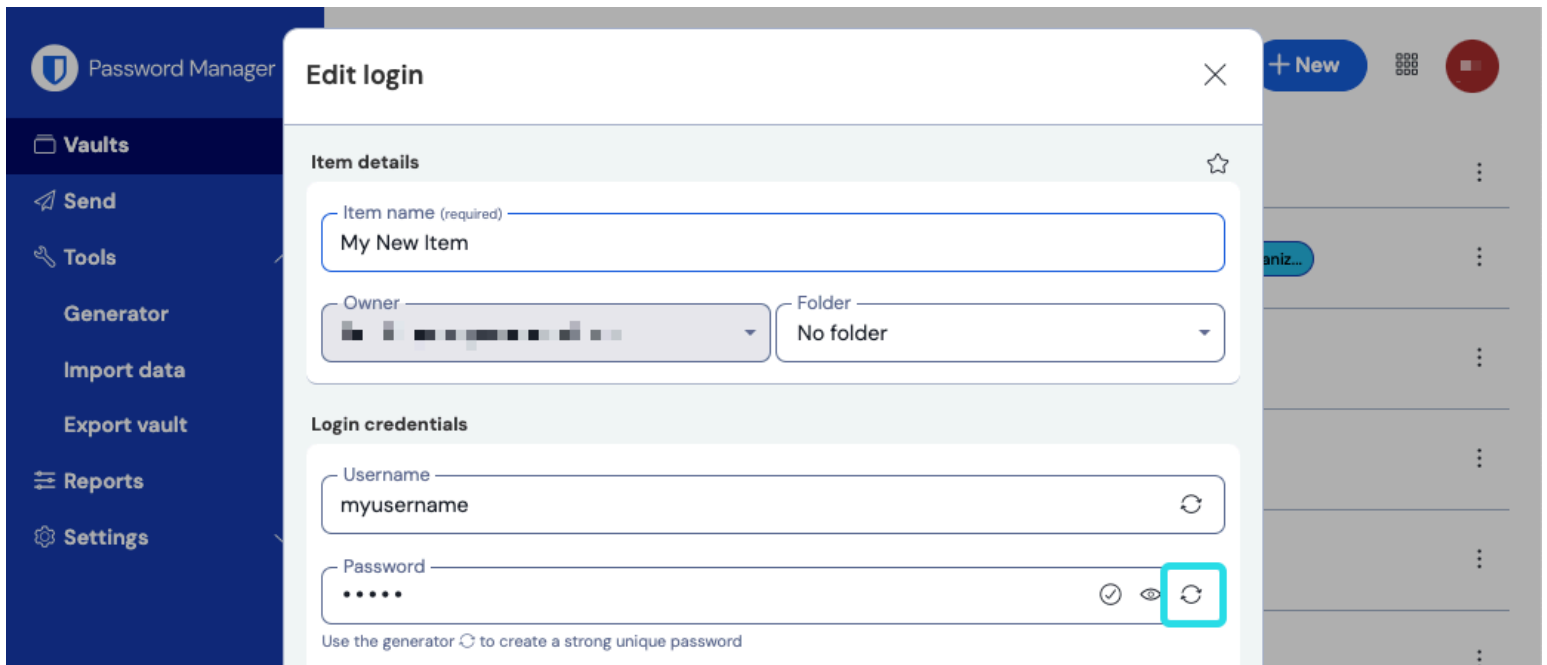 Password Manager
Edit login
+ New
Vaults
Item details
Send
Item name (required)
My New Item
Tools
aniz...
Owner
Folder
No folder
Generator
Import data
Export vault
Login credentials
Reports
Username
myusername
Settings
Password
•••••
Use the generator to create a strong unique password